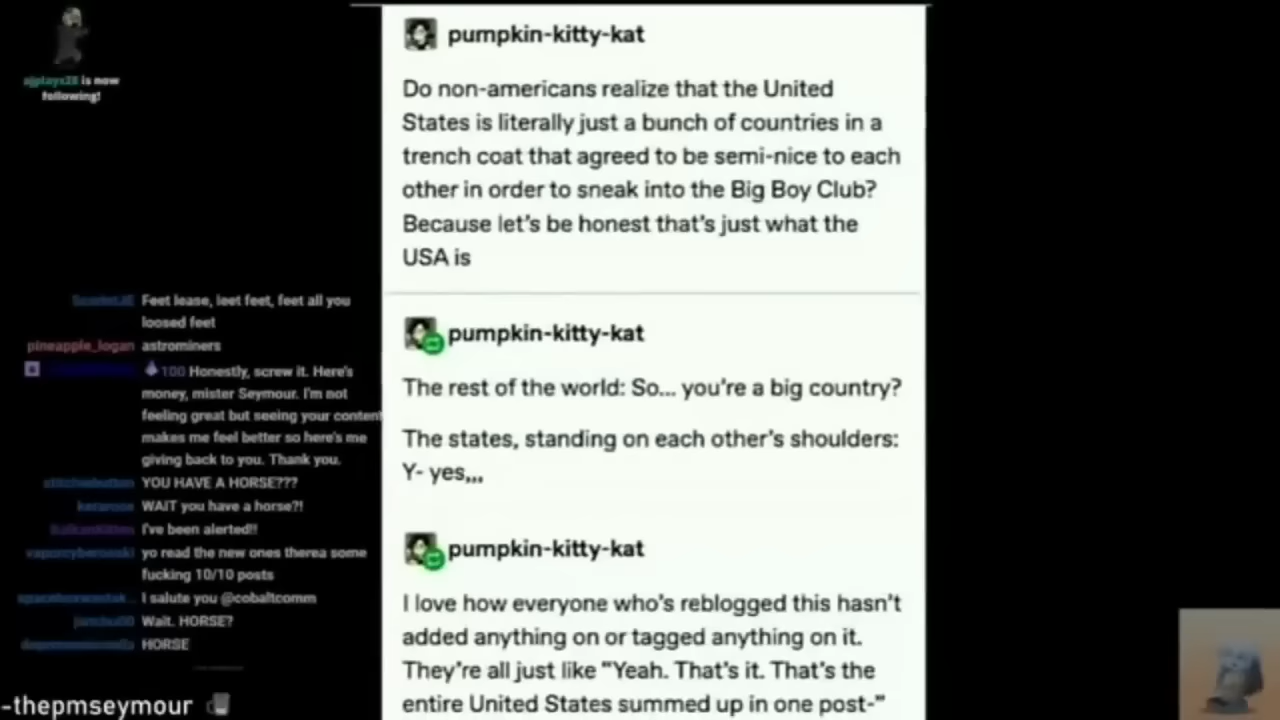 ajplays28 is now
following!
pumpkin-kitty-kat
Do non-americans realize that the United
States is literally just a bunch of countries in a
trench coat that agreed to be semi-nice to each
other in order to sneak into the Big Boy Club?
Because let's be honest that's just what the
USA is
pumpkin-kitty-kat
The rest of the world: So... you're a big country?
The states, standing on each other's shoulders:
Y- yes,,,
pumpkin-kitty-kat
I love how everyone who's reblogged this hasn't
added anything on or tagged anything on it.
They're all just like "Yeah. That's it. That's the
entire United States summed up in one post-"
Feet lease, leet feet, feet all you
loosed feet
pineapple_logan astrominers
100 Honestly, screw it. Here's
money, mister Seymour. I'm not
feeling great but seeing your content
makes me feel better so here's me
giving back to you. Thank you.
YOU HAVE A HORSE???
WAIT you have a horse?!
I've been alerted!!
yo read the new ones therea some
fucking 10/10 posts
I salute you @cobaltcomm
Wait. HORSE?
HORSE
-thepmseymour